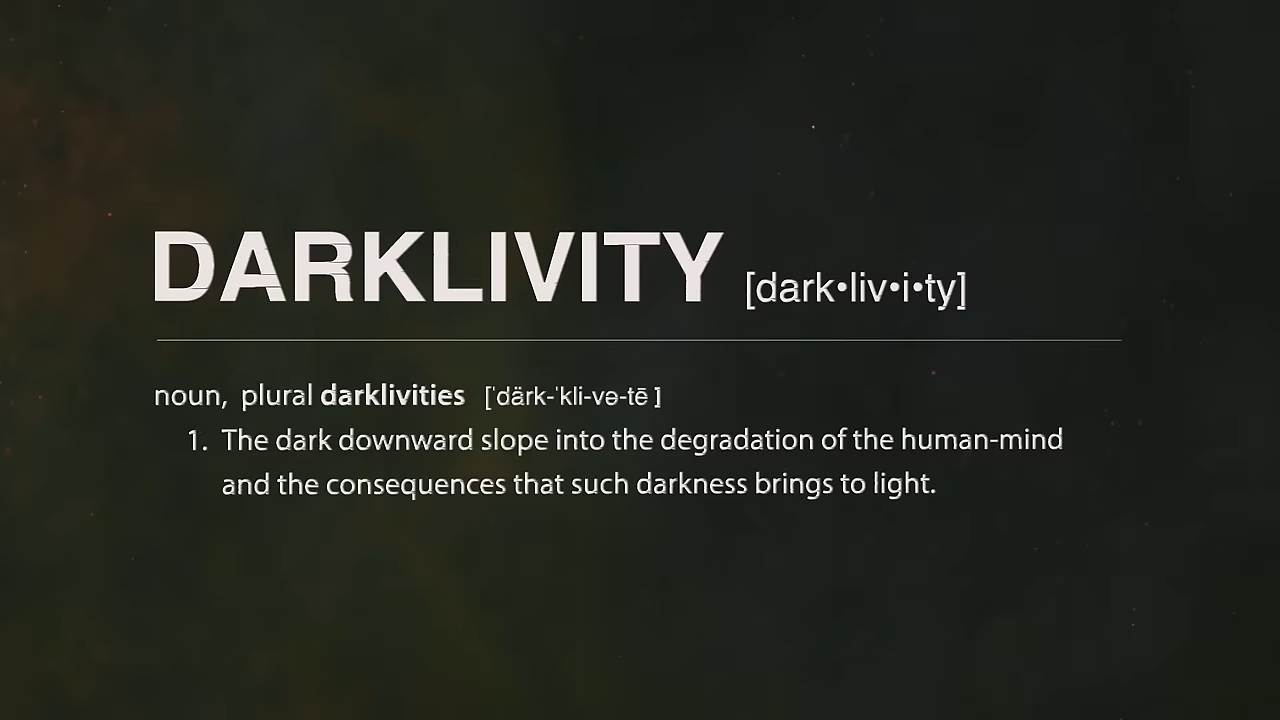 DARKLIVITY [dark•liv•i•ty]
noun, plural darklivities [ˈdärk-ˈkli-və-tē ]
1. The dark downward slope into the degradation of the human-mind
and the consequences that such darkness brings to light.